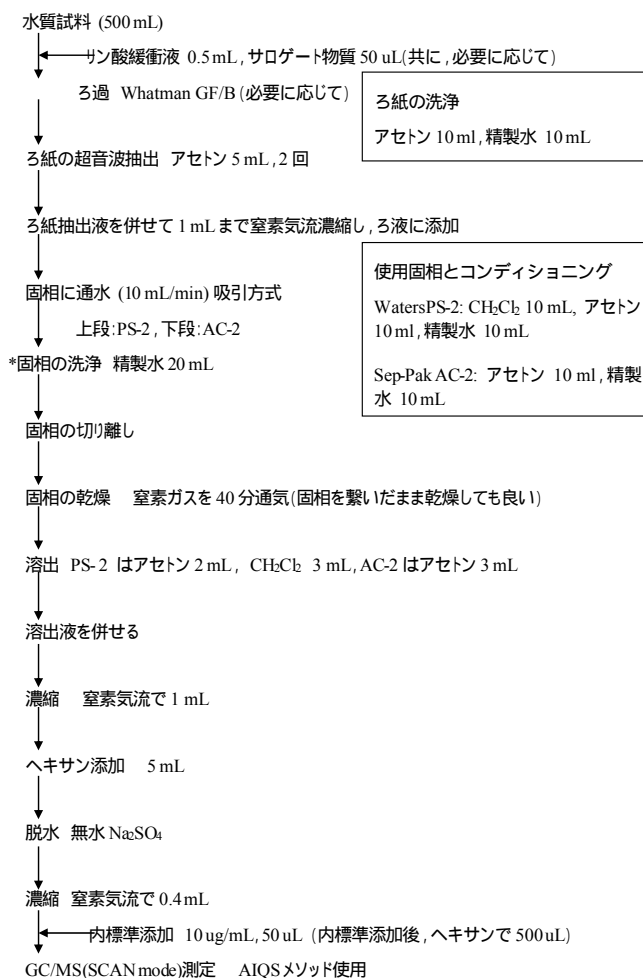 水質試料 (500 mL)
リン酸緩衝液 0.5 mL , サロゲート物質 50 uL(共に , 必要に応じて)
ろ過 Whatman GF/B (必要に応じて)
ろ紙の洗浄
アセトン 10 ml , 精製水 10 mL
ろ紙の超音波抽出 アセトン 5 mL , 2 回
ろ紙抽出液を併せて 1 mL まで窒素気流濃縮し , ろ液に添加
使用固相とコンディショニング
WatersPS-2: CH₂Cl₂ 10 mL, アセトン
10 ml , 精製水 10 mL
Sep-Pak AC-2: アセトン 10 ml , 精製
水 10 mL
固相に通水 (10 mL/min) 吸引方式
上段:PS-2 , 下段:AC-2
*固相の洗浄 精製水 20 mL
固相の切り離し
固相の乾燥 窒素ガスを 40 分通気(固相を繋いだまま乾燥しても良い)
溶出 PS- 2 はアセトン 2 mL , CH₂Cl₂ 3 mL , AC-2 はアセトン 3 mL
溶出液を併せる
濃縮 窒素気流で 1 mL
ヘキサン添加 5 mL
脱水 無水 Na₂SO₄
濃縮 窒素気流で 0.4 mL
内標準添加 10 ug/mL, 50 uL (内標準添加後 , ヘキサンで 500uL)
GC/MS(SCAN mode)測定 AIQS メソッド使用